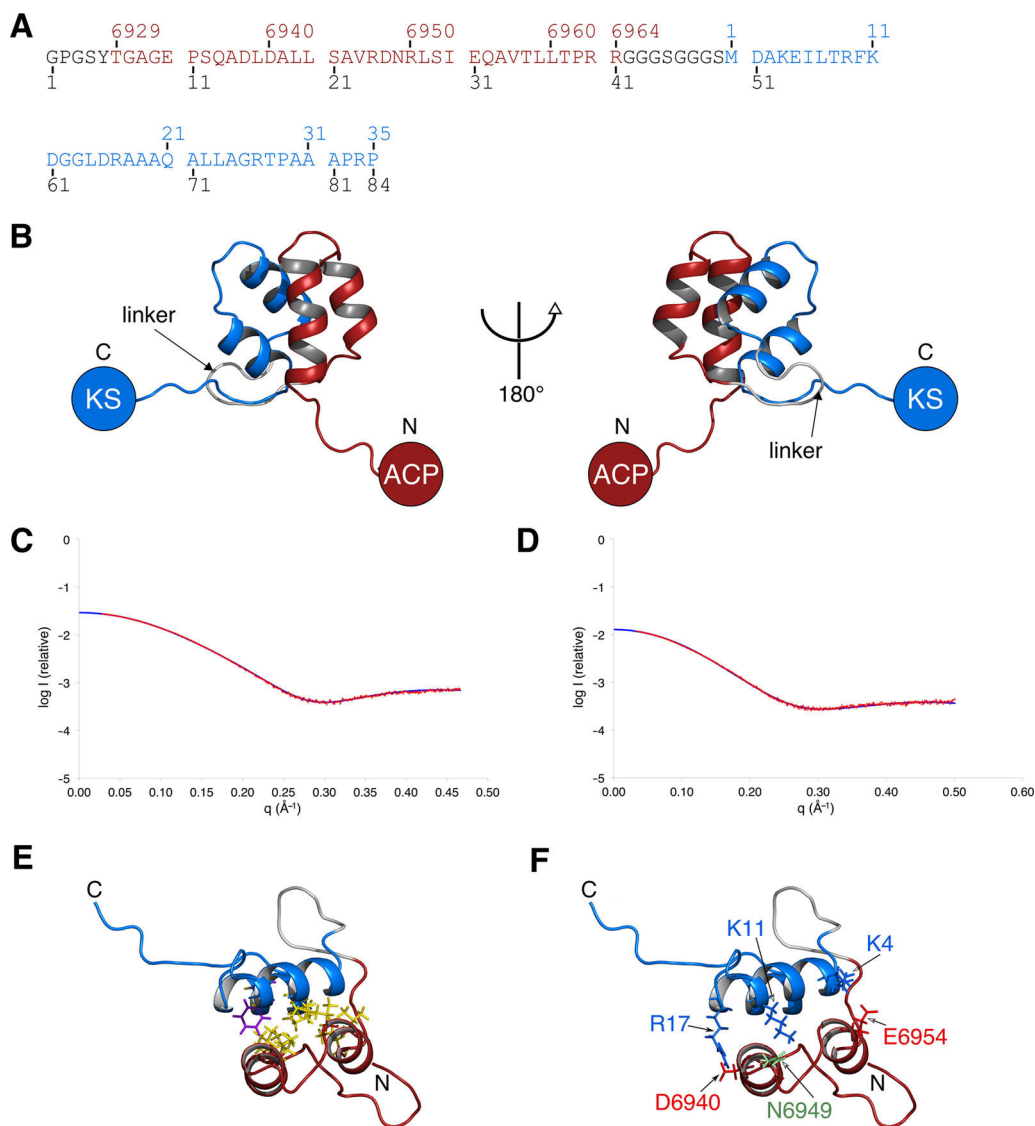 A
6929 6940 6950 6960 6964 1 11
GPGSYTGAGE PSQADLDALL SAVRDNRLSI EQAVTLLTPR RGGGSGGGSM DAKEILTRFK
1 11 21 31 41 51
21 31 35
DGGLDRAAAQ ALLAGRTPAA APRP
61 71 81 84
B
linker
C
KS
N
ACP
180°
C
KS
linker
N
ACP
C
log I (relative)
0
−1
−2
−3
−4
−5
0.00 0.05 0.10 0.15 0.20 0.25 0.30 0.35 0.40 0.45 0.50
q (Å⁻¹)
D
log I (relative)
0
−1
−2
−3
−4
−5
0.00 0.10 0.20 0.30 0.40 0.50 0.60
q (Å⁻¹)
E
C
N
F
C
K11
K4
R17
E6954
N
D6940
N6949